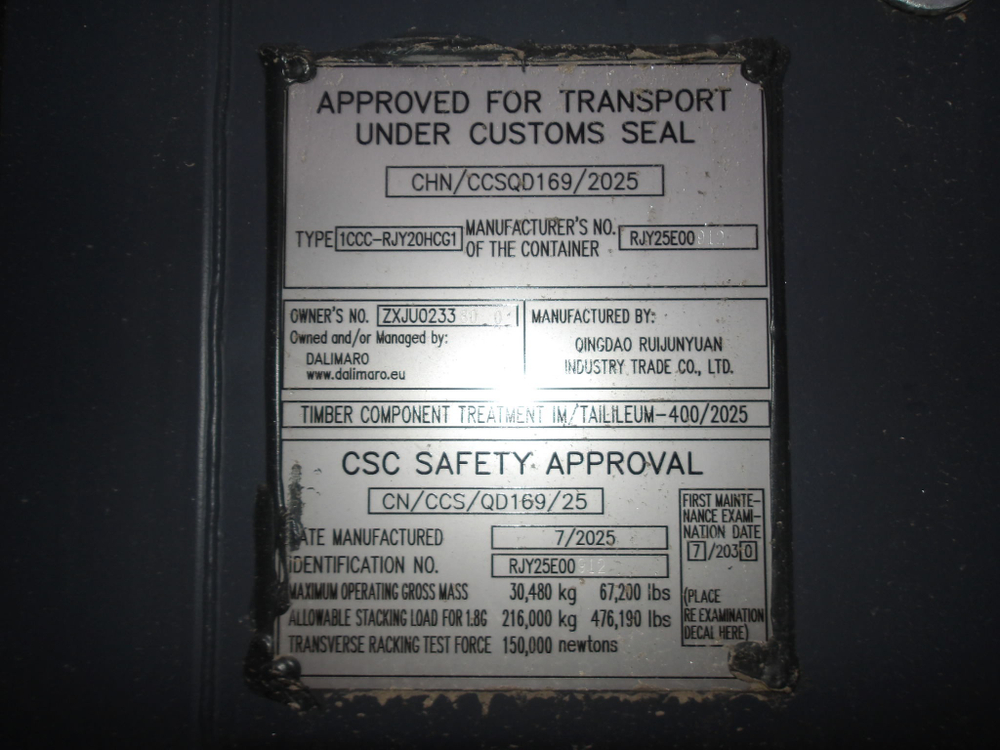 APPROVED FOR TRANSPORT
UNDER CUSTOMS SEAL
CHN/CCSQD169/2025
TYPE 1CCC-RJY20HCG1 MANUFACTURER'S NO.
OF THE CONTAINER RJY25E00912
OWNER'S NO. ZXJU0233
Owned and/or Managed by:
DALIMARO
www.dalimaro.eu
MANUFACTURED BY:
QINGDAO RUIJUNYUAN
INDUSTRY TRADE CO., LTD.
TIMBER COMPONENT TREATMENT IM/TAILILEUM-400/2025
CSC SAFETY APPROVAL
CN/CCS/QD169/25
DATE MANUFACTURED 7/2025
IDENTIFICATION NO. RJY25E00912
MAXIMUM OPERATING GROSS MASS 30,480 kg 67,200 lbs
ALLOWABLE STACKING LOAD FOR 1.8G 216,000 kg 476,190 lbs
TRANSVERSE RACKING TEST FORCE 150,000 newtons
FIRST MAINTE-
NANCE EXAMI-
NATION DATE
7/2030
(PLACE
RE EXAMINATION
DECAL HERE)